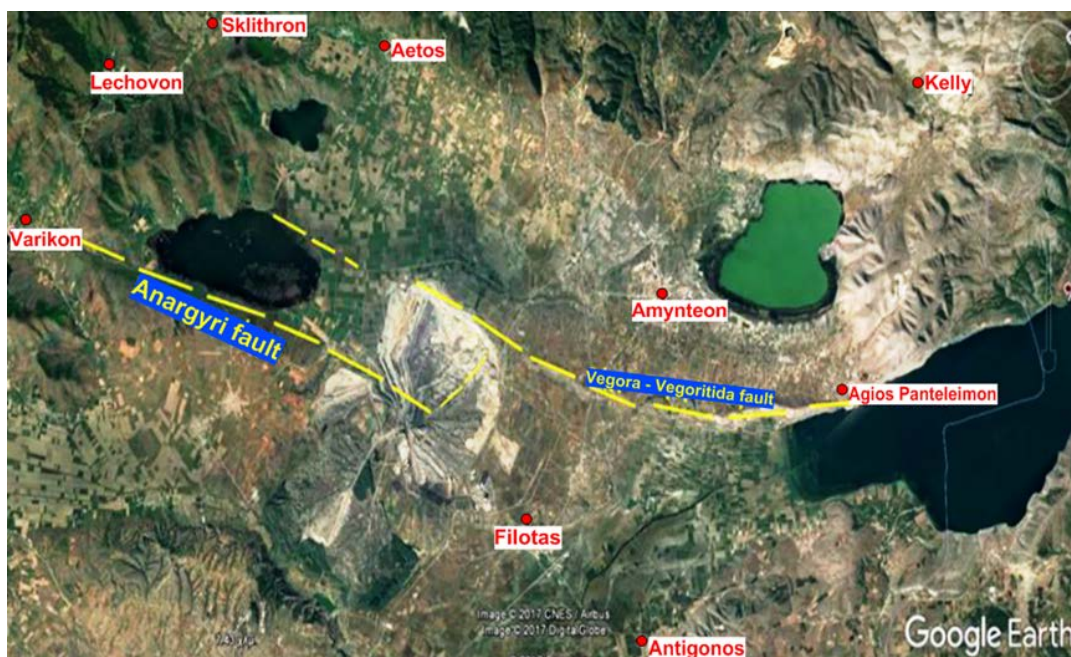 Sklithron
Aetos
Lechovon
Kelly
Varikon
Anargyri fault
Amynteon
Vegora - Vegoritida fault
Agios Panteleimon
Filotas
Image © 2017 CNES / Airbus
Image © 2017 DigitalGlobe
Google Earth
Antigonos